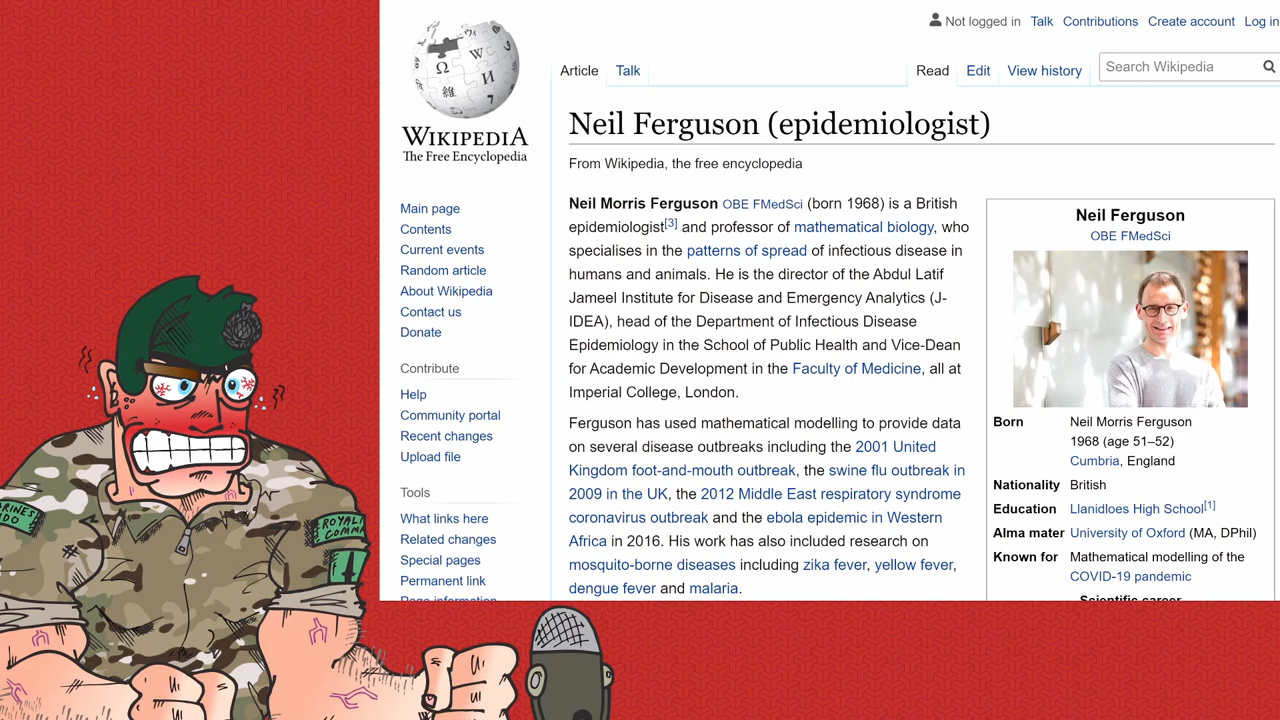 Not logged in Talk Contributions Create account Log in
Article Talk Read Edit View history Search Wikipedia
WIKIPEDIA
The Free Encyclopedia
Neil Ferguson (epidemiologist)
From Wikipedia, the free encyclopedia
Main page
Contents
Current events
Random article
About Wikipedia
Contact us
Donate
Contribute
Help
Community portal
Recent changes
Upload file
Tools
What links here
Related changes
Special pages
Permanent link
Page information
Neil Morris Ferguson OBE FMedSci (born 1968) is a British
epidemiologist[3] and professor of mathematical biology, who
specialises in the patterns of spread of infectious disease in
humans and animals. He is the director of the Abdul Latif
Jameel Institute for Disease and Emergency Analytics (J-
IDEA), head of the Department of Infectious Disease
Epidemiology in the School of Public Health and Vice-Dean
for Academic Development in the Faculty of Medicine, all at
Imperial College, London.
Ferguson has used mathematical modelling to provide data
on several disease outbreaks including the 2001 United
Kingdom foot-and-mouth outbreak, the swine flu outbreak in
2009 in the UK, the 2012 Middle East respiratory syndrome
coronavirus outbreak and the ebola epidemic in Western
Africa in 2016. His work has also included research on
mosquito-borne diseases including zika fever, yellow fever,
dengue fever and malaria.
Neil Ferguson
OBE FMedSci
Born Neil Morris Ferguson
1968 (age 51–52)
Cumbria, England
Nationality British
Education Llanidloes High School[1]
Alma mater University of Oxford (MA, DPhil)
Known for Mathematical modelling of the
COVID-19 pandemic
Scientific career
RINES
DO
ROYAL
COMMA